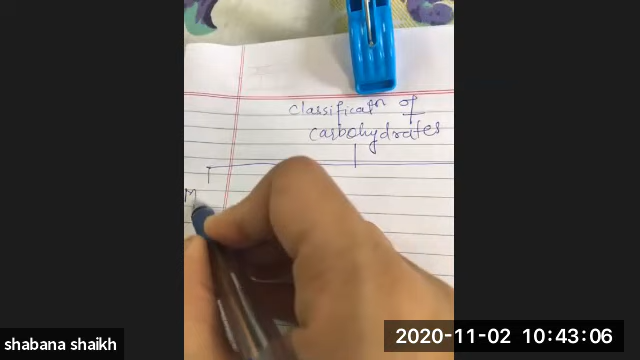 Classificatn of
Carbohydrates
M
shabana shaikh
2020-11-02 10:43:06